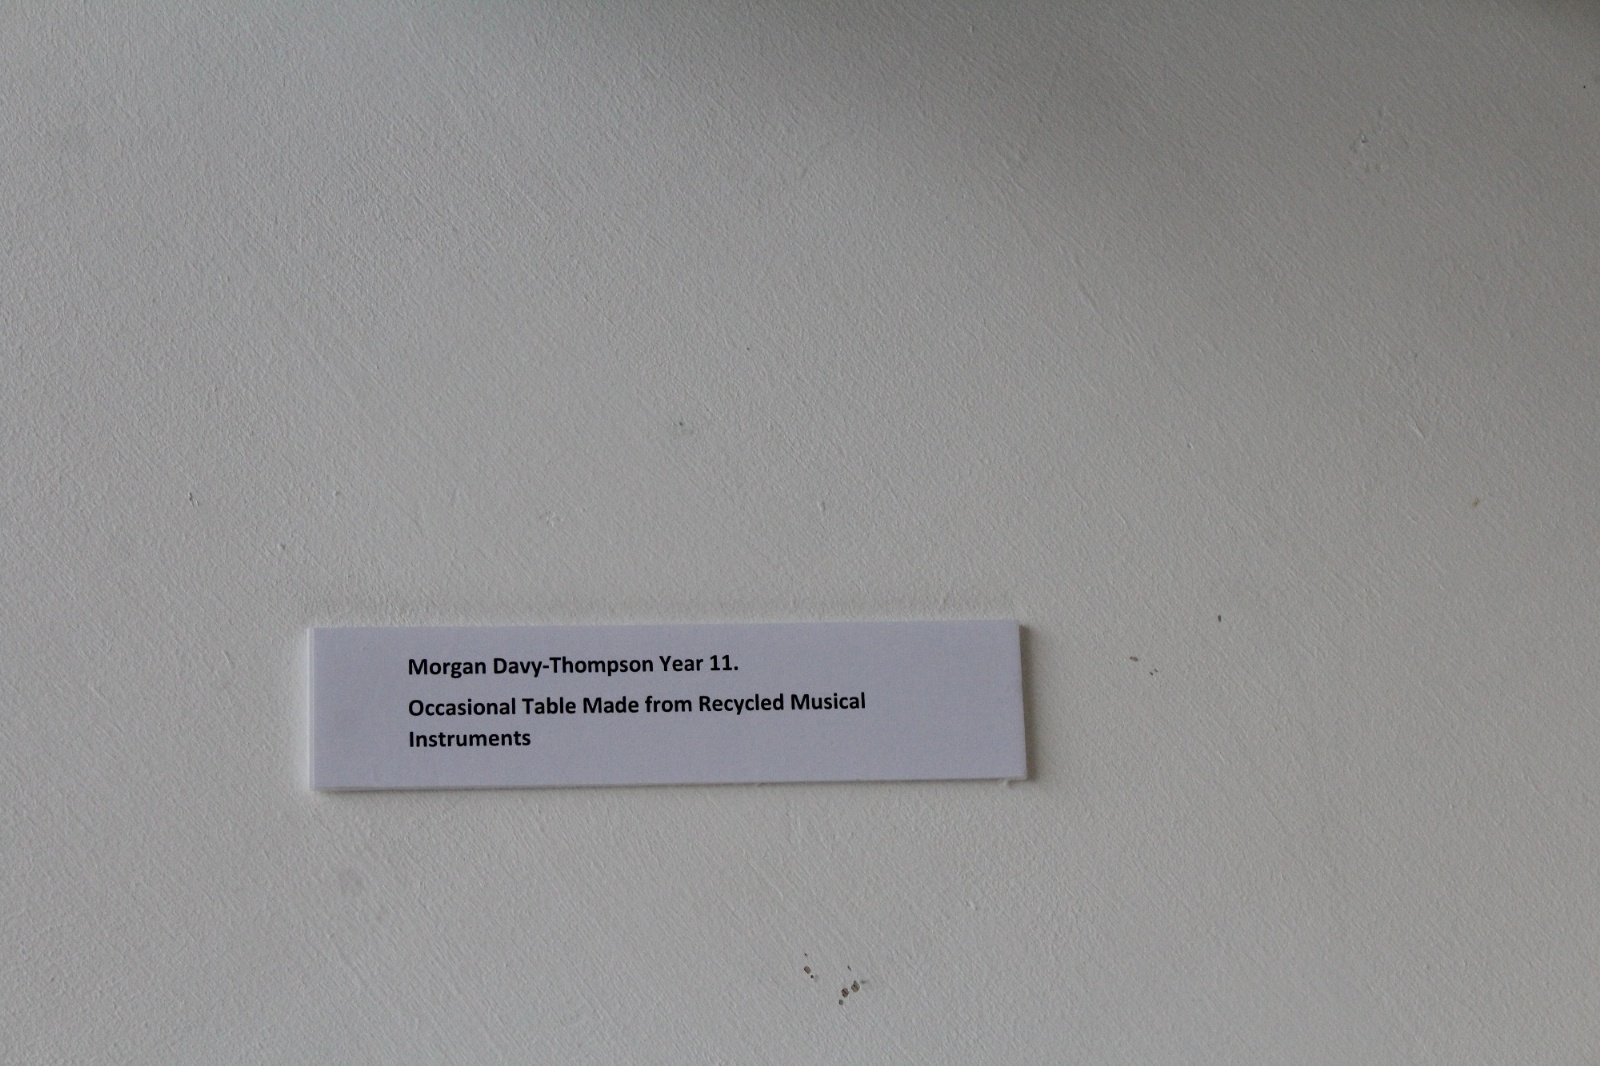 Morgan Davy-Thompson Year 11.
Occasional Table Made from Recycled Musical
Instruments